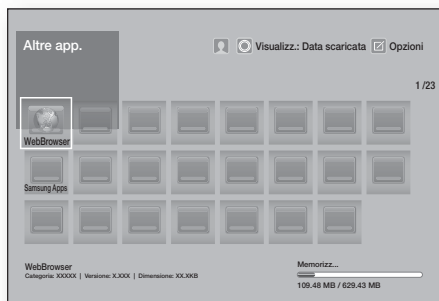 Altre app.
Visualizz.: Data scaricata Opzioni
1 /23
WebBrowser
Samsung Apps
WebBrowser
Categoria: XXXXX | Versione: X.XXX | Dimensione: XX.XKB
Memorizz...
109.48 MB / 629.43 MB